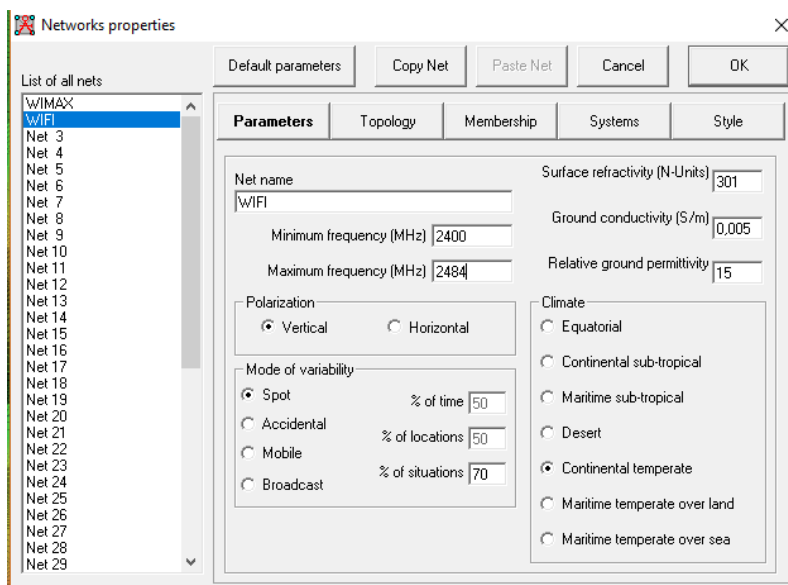 Networks properties
Default parameters
Copy Net
Paste Net
Cancel
OK
List of all nets
WIMAX
WIFI
Net 3
Net 4
Net 5
Net 6
Net 7
Net 8
Net 9
Net 10
Net 11
Net 12
Net 13
Net 14
Net 15
Net 16
Net 17
Net 18
Net 19
Net 20
Net 21
Net 22
Net 23
Net 24
Net 25
Net 26
Net 27
Net 28
Net 29
Parameters
Topology
Membership
Systems
Style
Net name
WIFI
Minimum frequency (MHz) 2400
Maximum frequency (MHz) 2484
Surface refractivity (N-Units) 301
Ground conductivity (S/m) 0,005
Relative ground permittivity 15
Polarization
Vertical
Horizontal
Mode of variability
Spot
Accidental
Mobile
Broadcast
% of time 50
% of locations 50
% of situations 70
Climate
Equatorial
Continental sub-tropical
Maritime sub-tropical
Desert
Continental temperate
Maritime temperate over land
Maritime temperate over sea